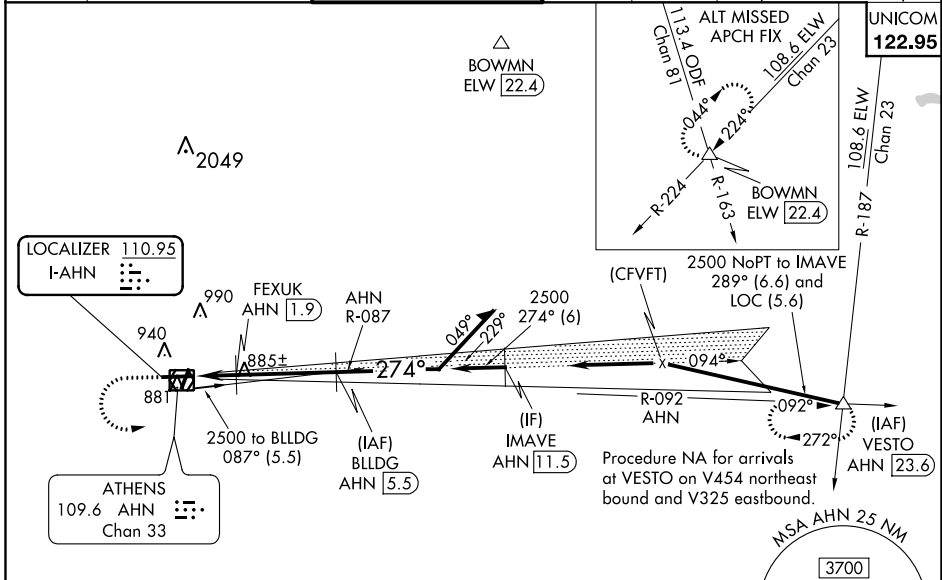 UNICOM
122.95
ALT MISSED
APCH FIX
113.4 ODF
Chan 81
108.6 ELW
Chan 23
044°
224°
R-224
R-163
BOWMN
ELW 22.4
BOWMN
ELW 22.4
108.6 ELW
Chan 23
R-187
2049
LOCALIZER 110.95
I-AHN
990
940
FEXUK
AHN 1.9
AHN
R-087
2500
274° (6)
(CFVFT)
2500 NoPT to IMAVE
289° (6.6) and
LOC (5.6)
049°
229°
885±
274°
094°
881
092°
272°
R-092
AHN
2500 to BLLDG
087° (5.5)
(IAF)
BLLDG
AHN 5.5
(IF)
IMAVE
AHN 11.5
(IAF)
VESTO
AHN 23.6
Procedure NA for arrivals
at VESTO on V454 northeast
bound and V325 eastbound.
ATHENS
109.6 AHN
Chan 33
MSA AHN 25 NM
3700